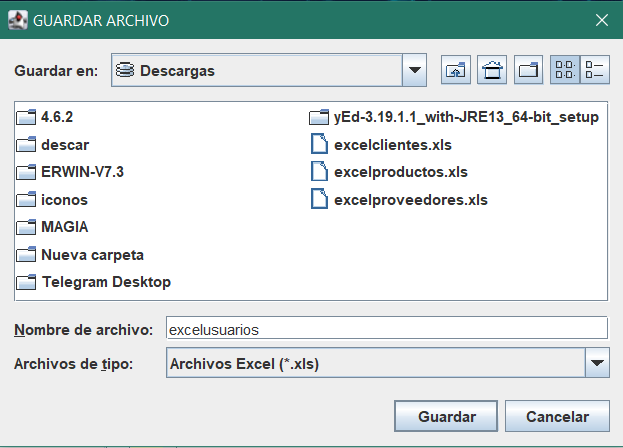 GUARDAR ARCHIVO
Guardar en: Descargas
4.6.2
descar
ERWIN-V7.3
iconos
MAGIA
Nueva carpeta
Telegram Desktop
yEd-3.19.1.1_with-JRE13_64-bit_setup
excelclientes.xls
excelproductos.xls
excelproveedores.xls
Nombre de archivo: excelusuarios
Archivos de tipo: Archivos Excel (*.xls)
Guardar Cancelar